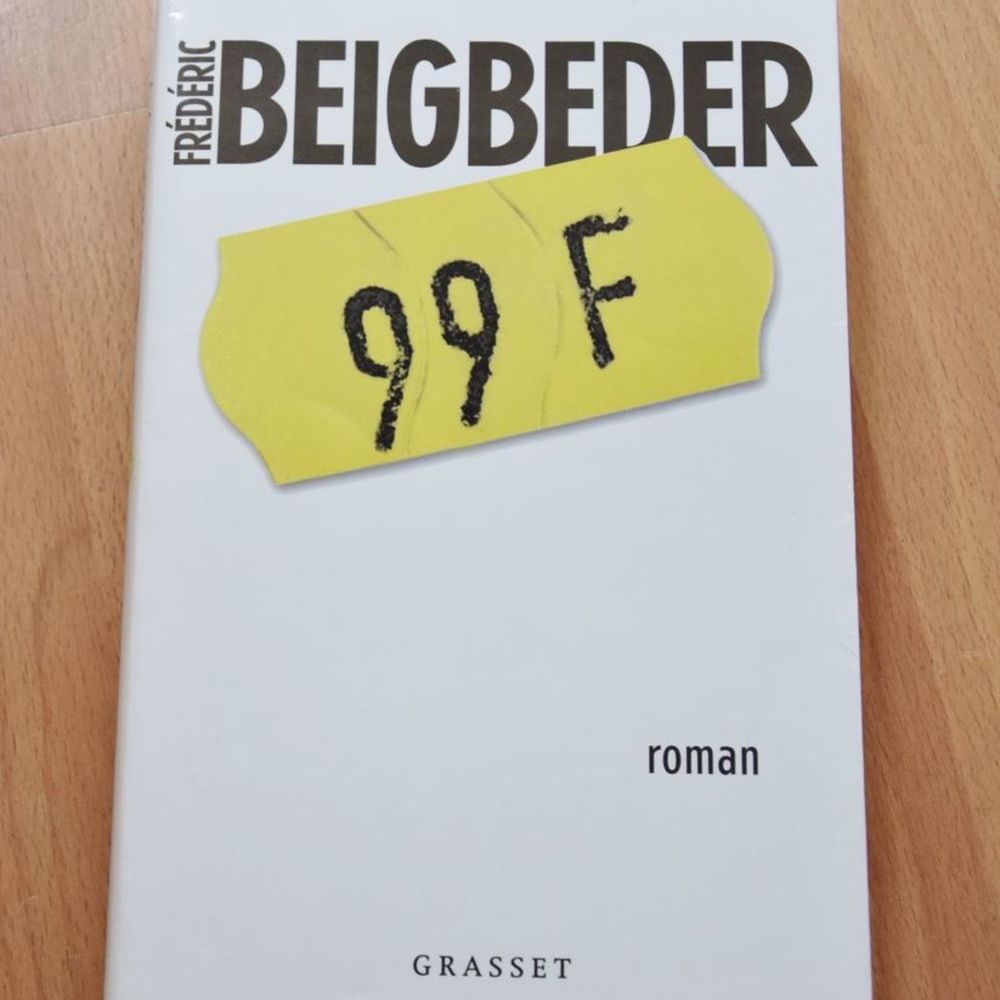 FRÉDÉRIC
BEIGBEDER
99 F
roman
GRASSET